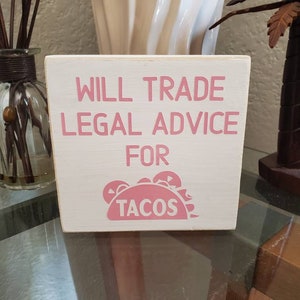 WILL TRADE
LEGAL ADVICE
FOR
TACOS